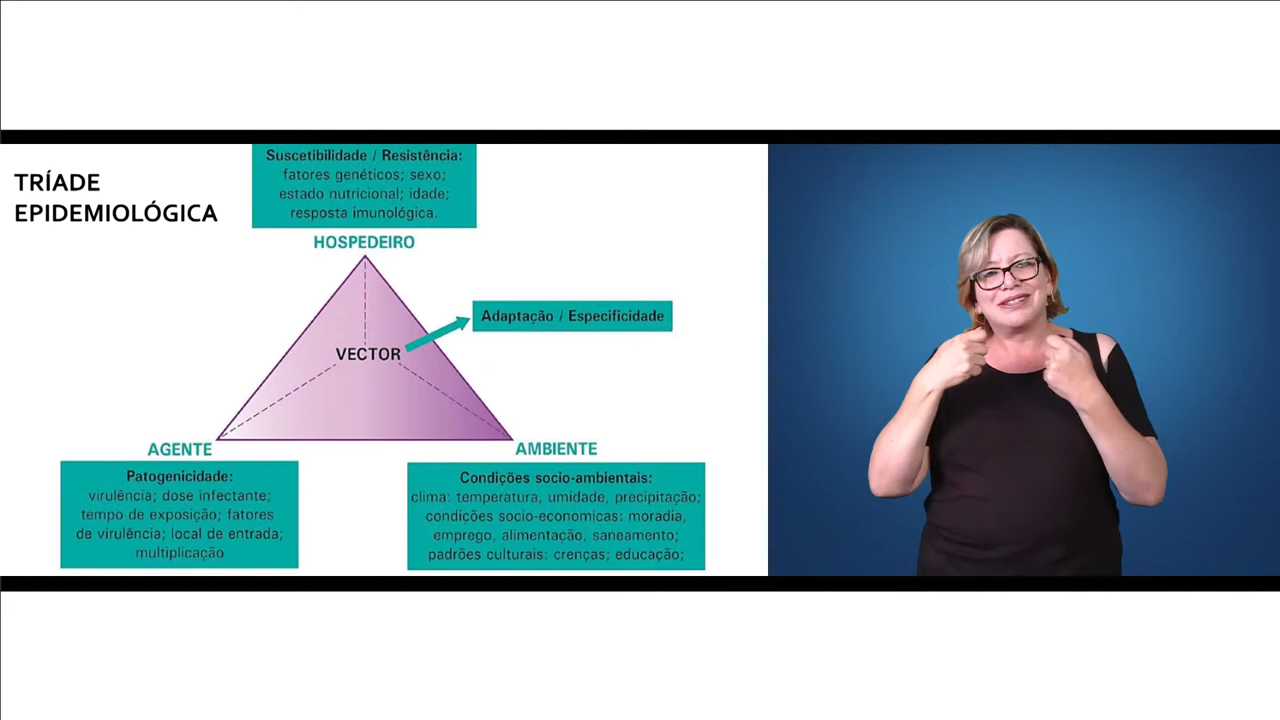 TRÍADE
EPIDEMIOLÓGICA
Suscetibilidade / Resistência:
fatores genéticos; sexo;
estado nutricional; idade;
resposta imunológica.
HOSPEDEIRO
Adaptação / Especificidade
VECTOR
AGENTE
Patogenicidade:
virulência; dose infectante;
tempo de exposição; fatores
de virulência; local de entrada;
multiplicação
AMBIENTE
Condições socio-ambientais:
clima: temperatura, umidade, precipitação;
condições socio-economicas: moradia,
emprego, alimentação, saneamento;
padrões culturais: crenças; educação;